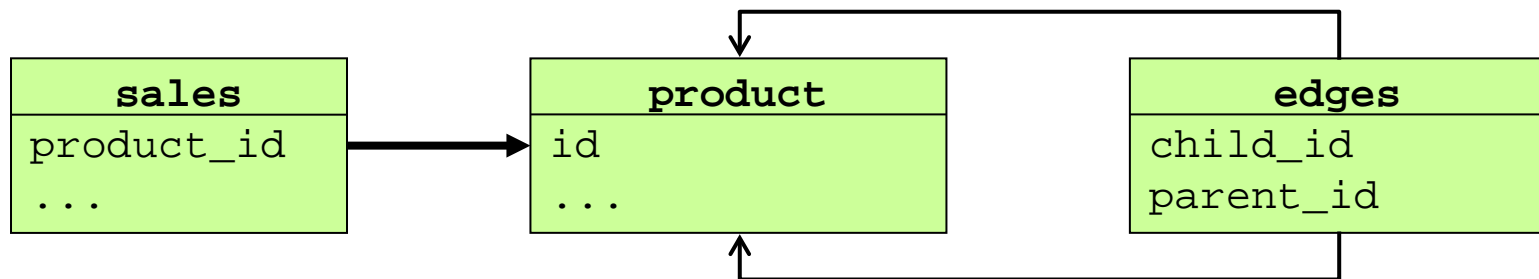 sales
product_id
...
product
id
...
edges
child_id
parent_id